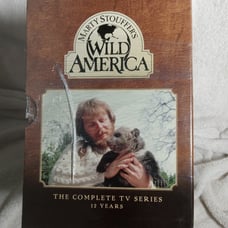 MARTY STOUFFER'S
WILD
AMERICA
THE COMPLETE TV SERIES
12 YEARS